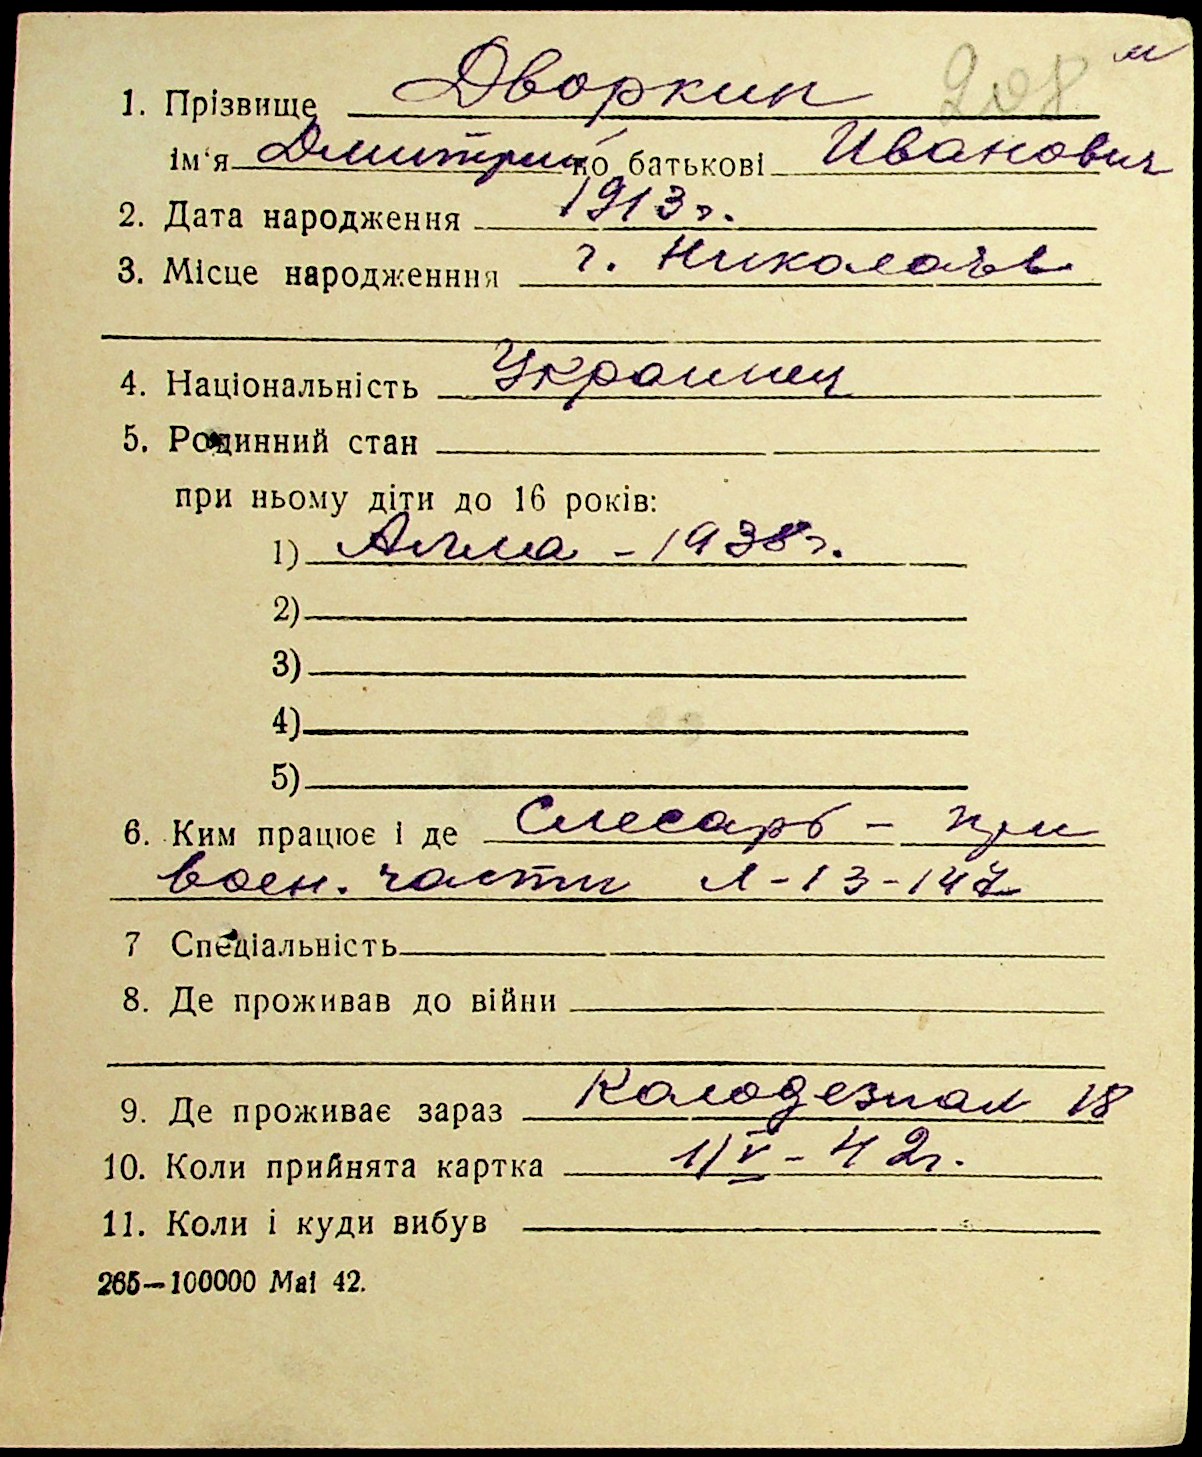 208 м
1. Прізвище Дворкин
ім'я Дмитрий по батькові Иванович
2. Дата народження 1913 г.
3. Місце народженння г. Николаев
4. Національність Украинец
5. Родинний стан
при ньому діти до 16 років:
1) Алла - 1938 г.
2)
3)
4)
5)
6. Ким працює і де Слесарь - при
воен. части Л-13-147
7 Спеціальність
8. Де проживав до війни
9. Де проживає зараз Колодезная 18
10. Коли прийнята картка 1/V - 42 г.
11. Коли і куди вибув
265—100000 Mai 42.